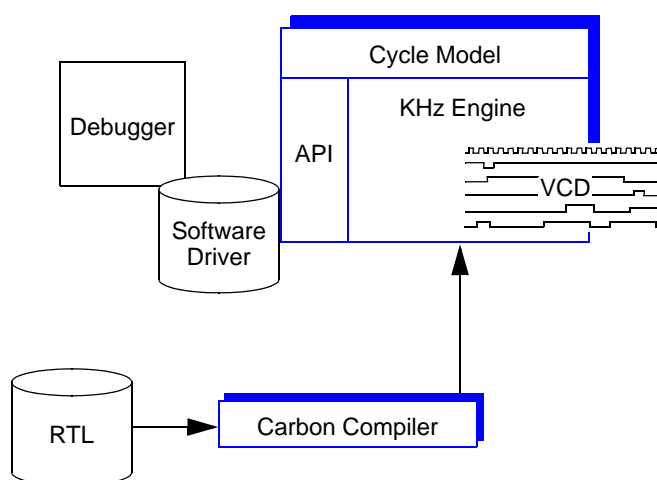 Cycle Model
Debugger
API
KHz Engine
VCD
Software
Driver
RTL
Carbon Compiler